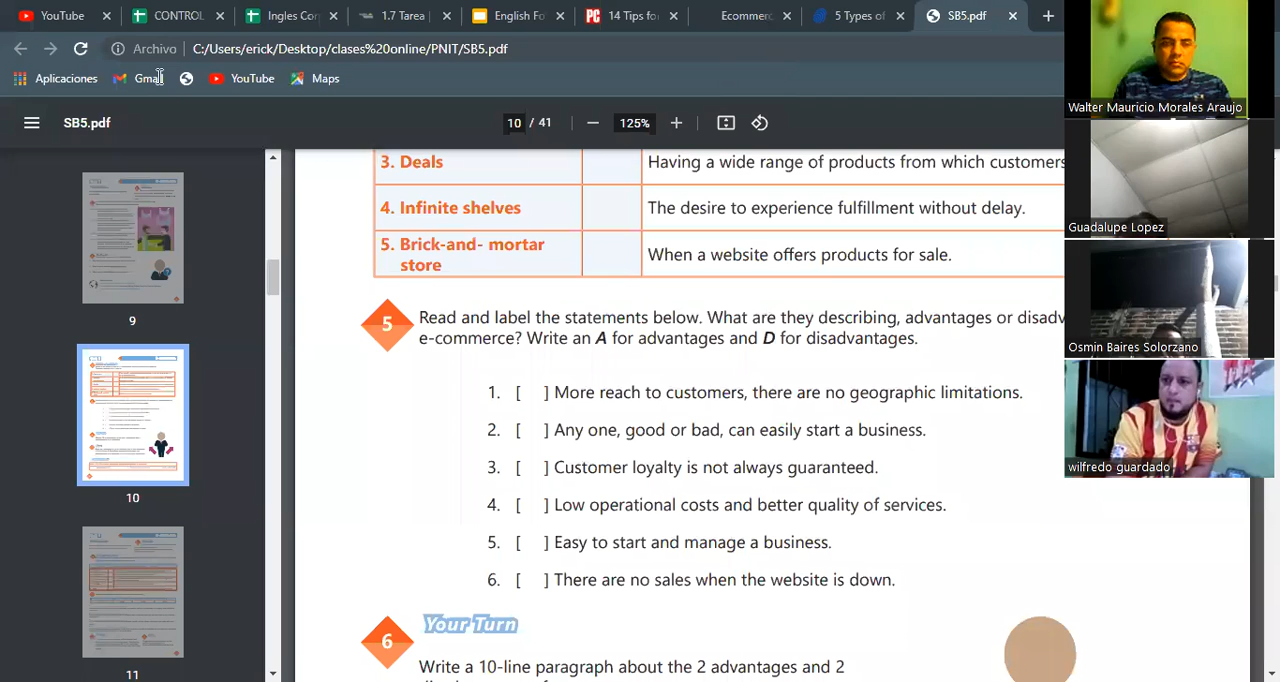 YouTube
CONTROL
Ingles Cor
1.7 Tarea
English Fo
14 Tips fo
Ecommerc
5 Types of
SB5.pdf
Archivo
C:/Users/erick/Desktop/clases%20online/PNIT/SB5.pdf
Aplicaciones
Gmail
YouTube
Maps
SB5.pdf
10 / 41
125%
9
10
11
3. Deals
Having a wide range of products from which customers
4. Infinite shelves
The desire to experience fulfillment without delay.
5. Brick-and- mortar
store
When a website offers products for sale.
5
Read and label the statements below. What are they describing, advantages or disadv
e-commerce? Write an A for advantages and D for disadvantages.
1. [ ] More reach to customers, there are no geographic limitations.
2. [ ] Any one, good or bad, can easily start a business.
3. [ ] Customer loyalty is not always guaranteed.
4. [ ] Low operational costs and better quality of services.
5. [ ] Easy to start and manage a business.
6. [ ] There are no sales when the website is down.
6
Your Turn
Write a 10-line paragraph about the 2 advantages and 2
Walter Mauricio Morales Araujo
Guadalupe Lopez
Osmin Baires Solorzano
wilfredo guardado